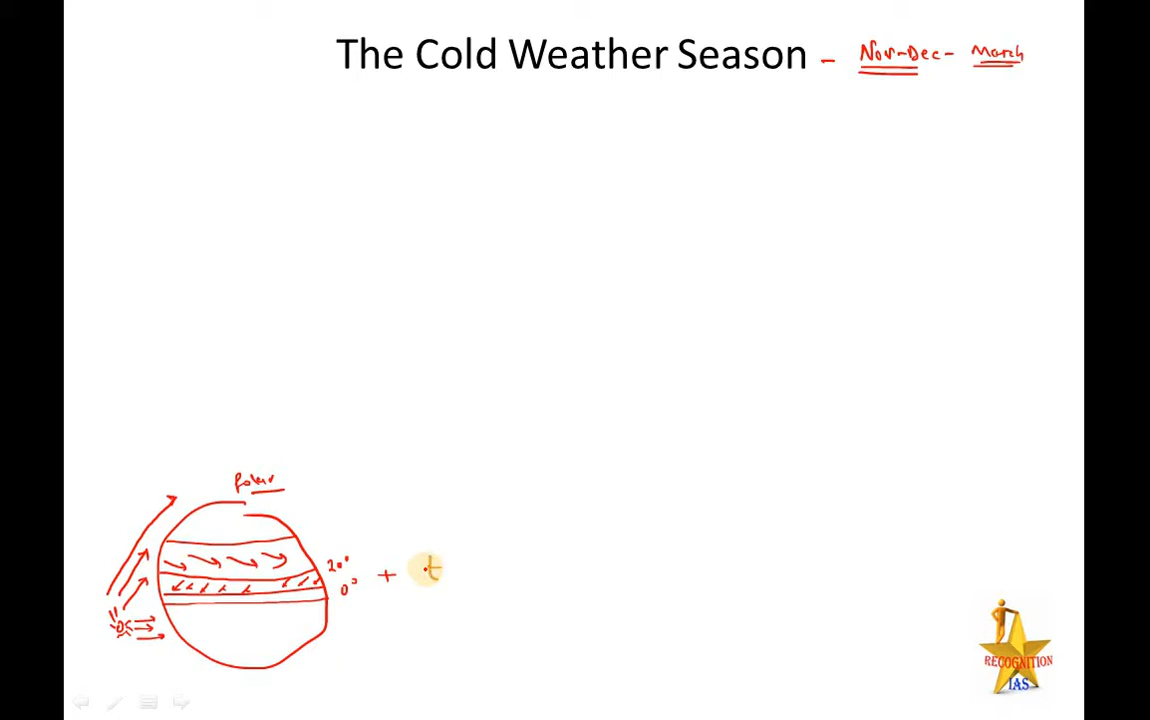 The Cold Weather Season - Nov-Dec - March
Polar
20°
0°
+ t
RECOGNITION
IAS